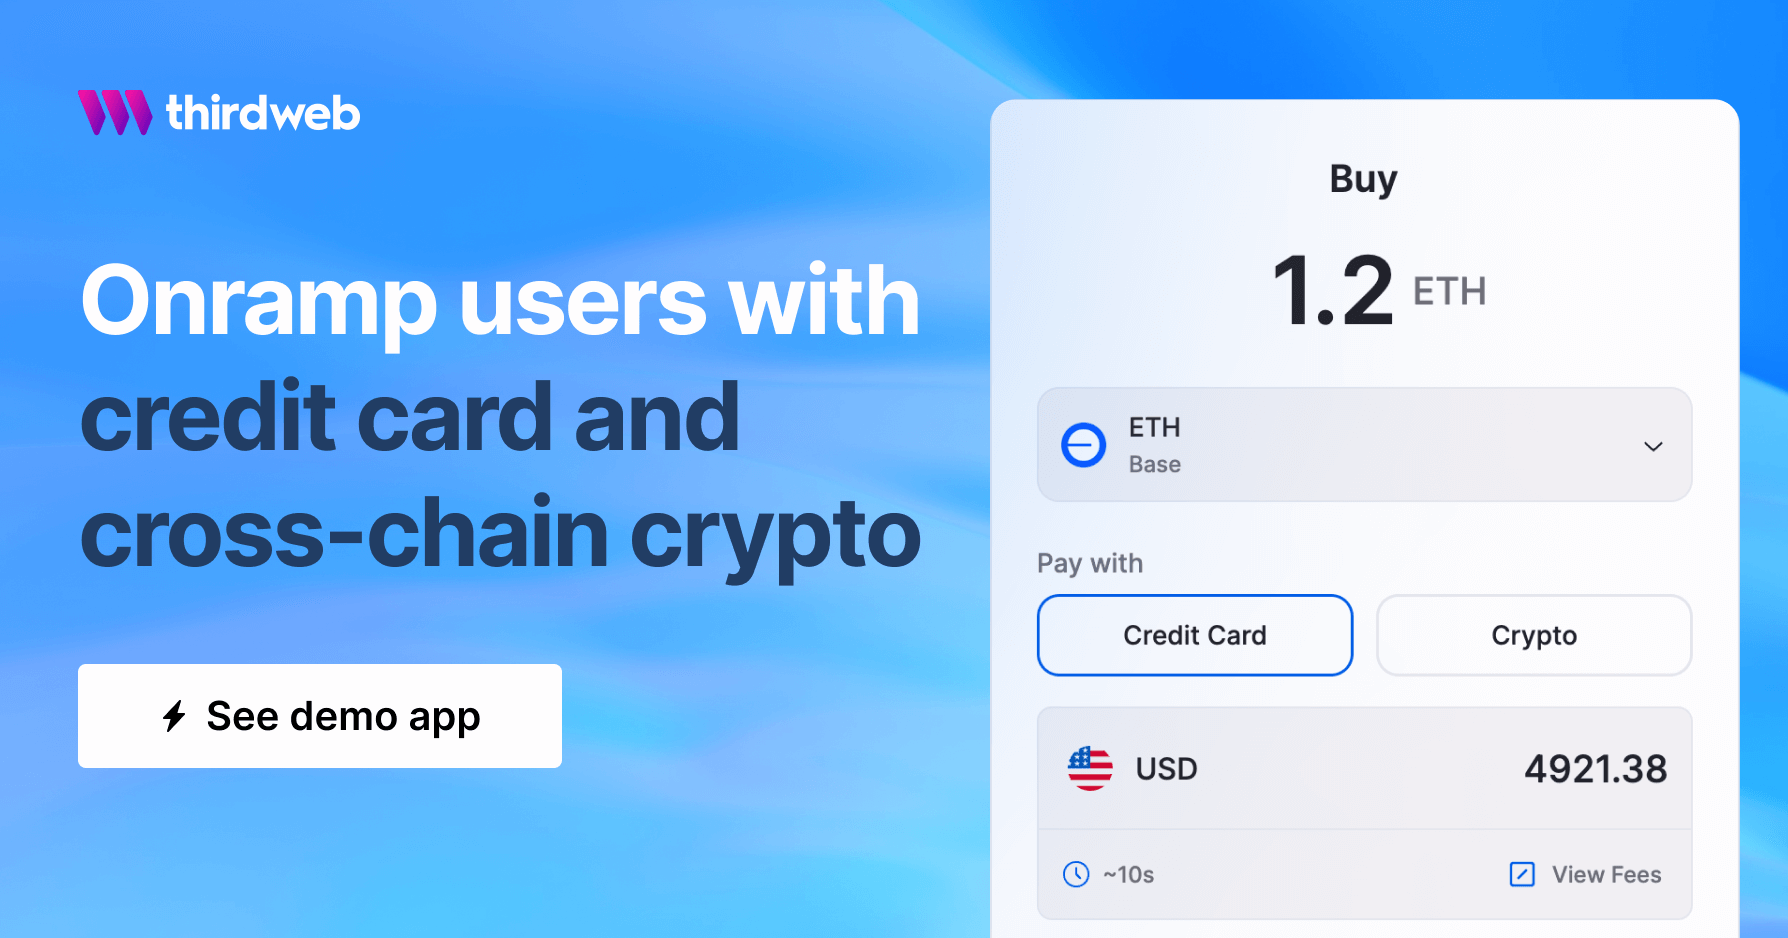 thirdweb
Onramp users with
credit card and
cross-chain crypto
See demo app
Buy
1.2 ETH
ETH
Base
Pay with
Credit Card
Crypto
USD
4921.38
~10s
View Fees